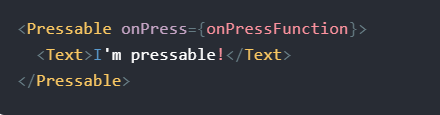 <Pressable onPress={onPressFunction}>
  <Text>I'm pressable!</Text>
</Pressable>